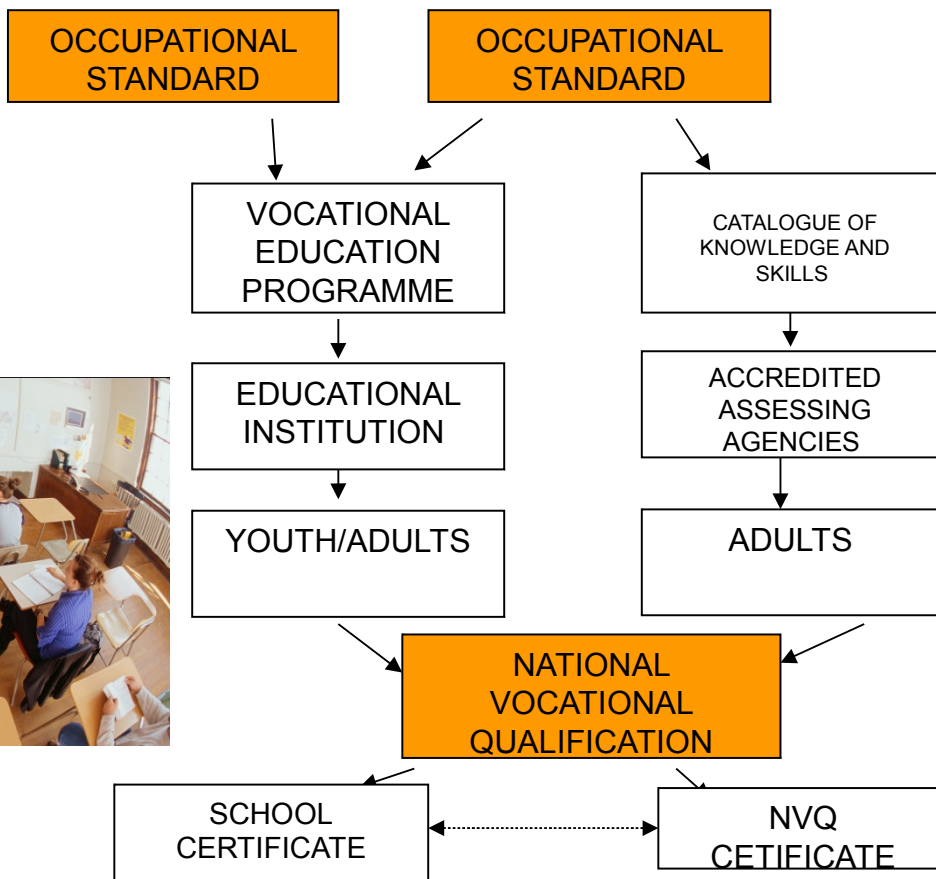 OCCUPATIONAL
STANDARD
OCCUPATIONAL
STANDARD
VOCATIONAL
EDUCATION
PROGRAMME
CATALOGUE OF
KNOWLEDGE AND
SKILLS
EDUCATIONAL
INSTITUTION
ACCREDITED
ASSESSING
AGENCIES
YOUTH/ADULTS
ADULTS
NATIONAL
VOCATIONAL
QUALIFICATION
SCHOOL
CERTIFICATE
NVQ
CETIFICATE